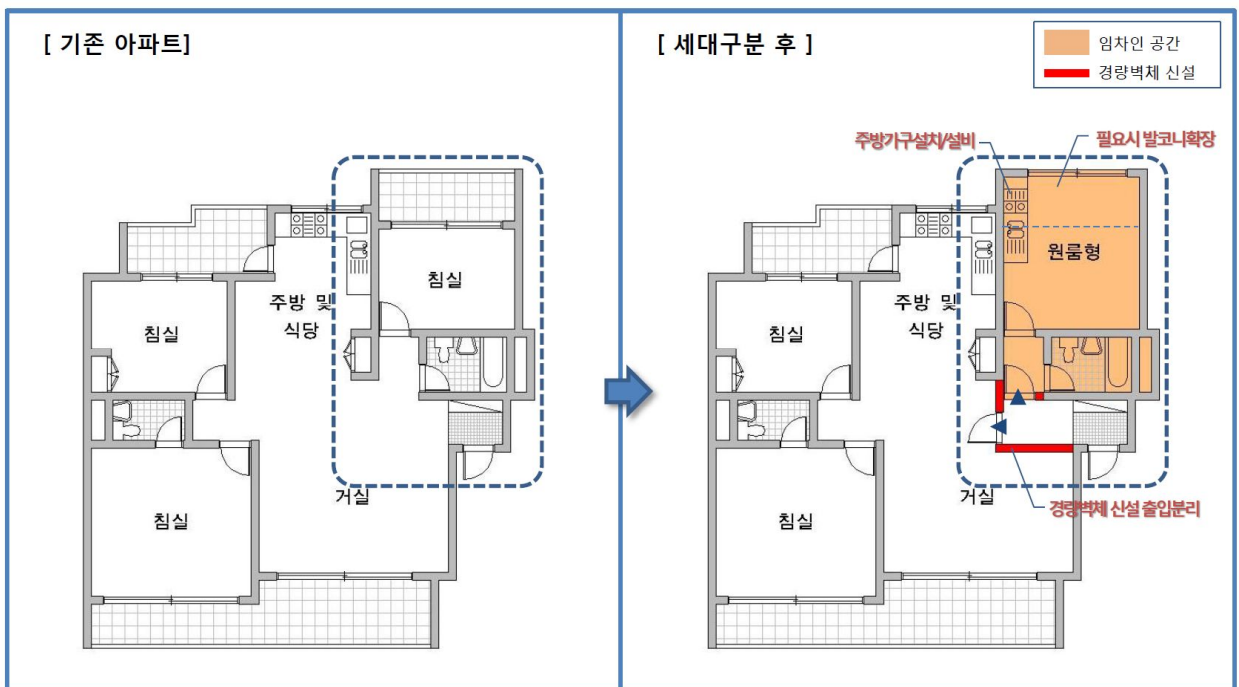 [ 기존 아파트]
침실
주방 및
식당
침실
침실
거실
[ 세대구분 후 ]
임차인 공간
경량벽체 신설
주방가구설치/설비
필요시 발코니확장
원룸형
주방 및
식당
침실
침실
거실
경량벽체 신설 출입분리